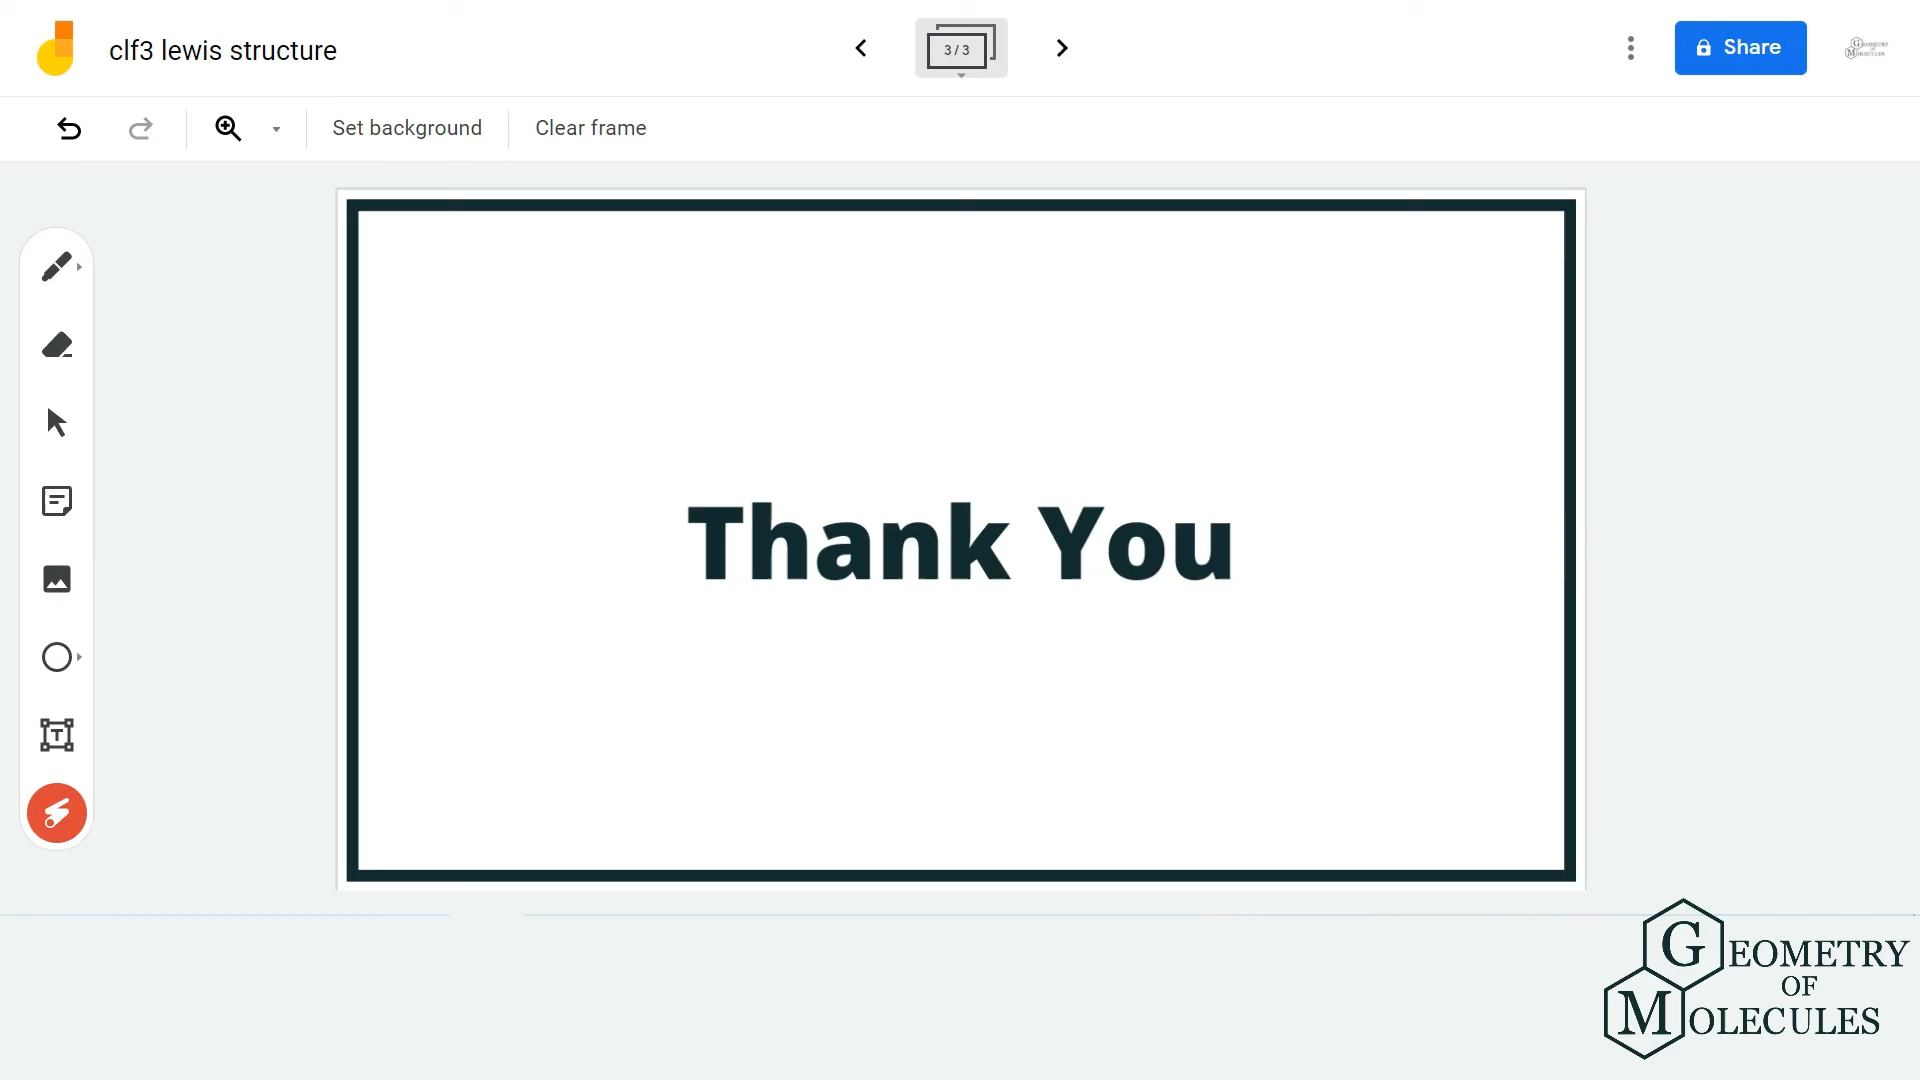 clf3 lewis structure
3 / 3
Share
Set background
Clear frame
Thank You
GEOMETRY
OF
MOLECULES